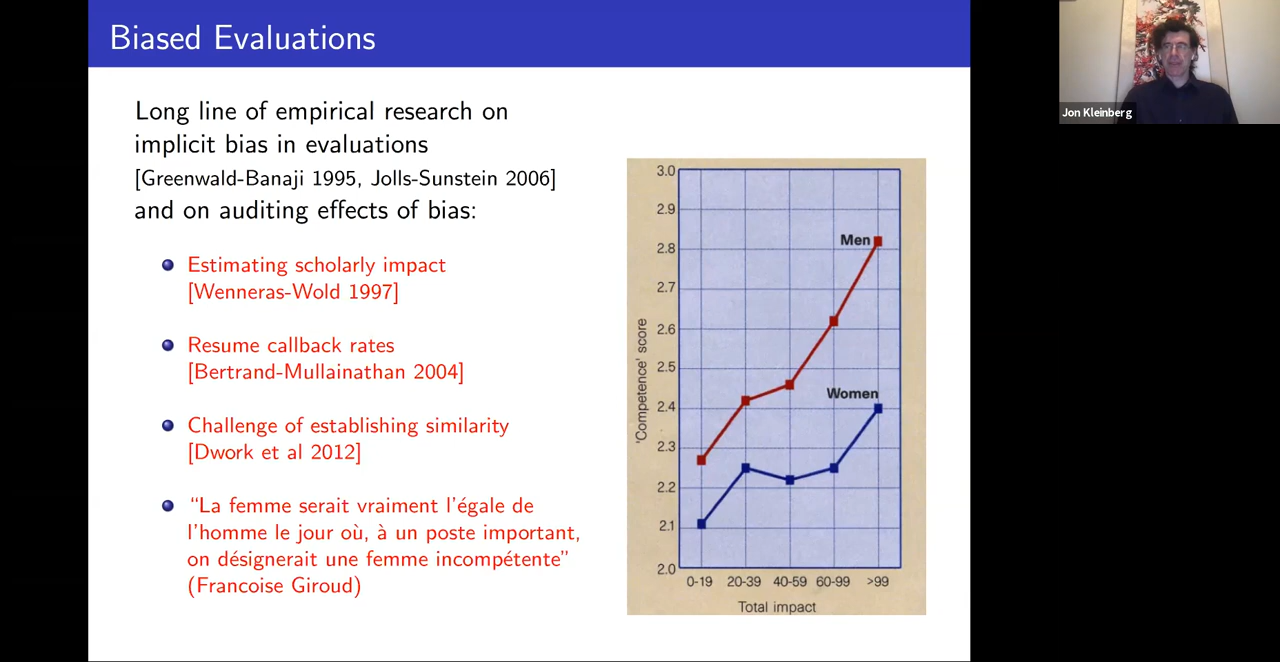 Biased Evaluations
Long line of empirical research on
implicit bias in evaluations
[Greenwald-Banaji 1995, Jolls-Sunstein 2006]
and on auditing effects of bias:
Estimating scholarly impact
[Wenneras-Wold 1997]
Resume callback rates
[Bertrand-Mullainathan 2004]
Challenge of establishing similarity
[Dwork et al 2012]
“La femme serait vraiment l'égale de
l'homme le jour où, à un poste important,
on désignerait une femme incompétente”
(Francoise Giroud)
'Competence' score
3.0
2.9
2.8
2.7
2.6
2.5
2.4
2.3
2.2
2.1
2.0
Men
Women
0-19 20-39 40-59 60-99 >99
Total impact
Jon Kleinberg